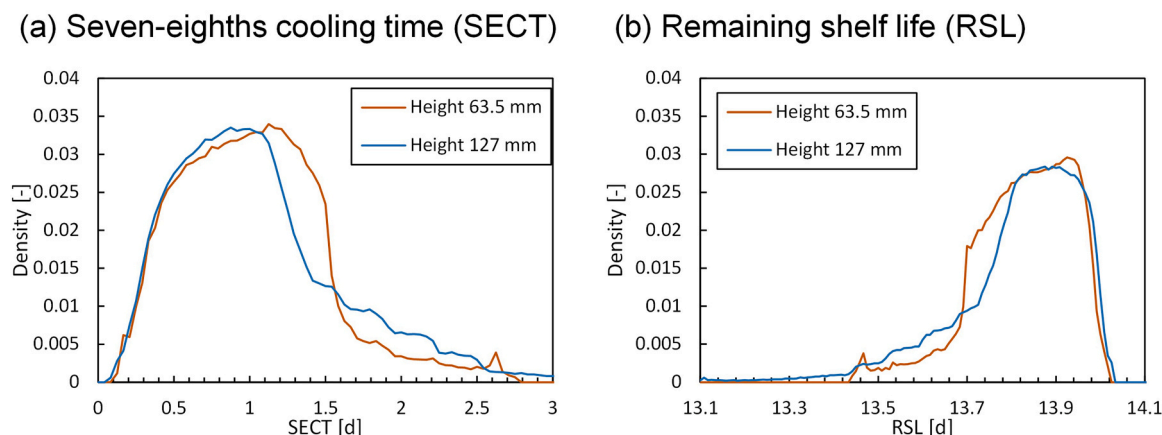 (a) Seven-eighths cooling time (SECT)
0.04
0.035
0.03
0.025
0.02
0.015
0.01
0.005
0
Density [-]
Height 63.5 mm
Height 127 mm
0 0.5 1 1.5 2 2.5 3
SECT [d]
(b) Remaining shelf life (RSL)
0.04
0.035
0.03
0.025
0.02
0.015
0.01
0.005
0
Density [-]
Height 63.5 mm
Height 127 mm
13.1 13.3 13.5 13.7 13.9 14.1
RSL [d]